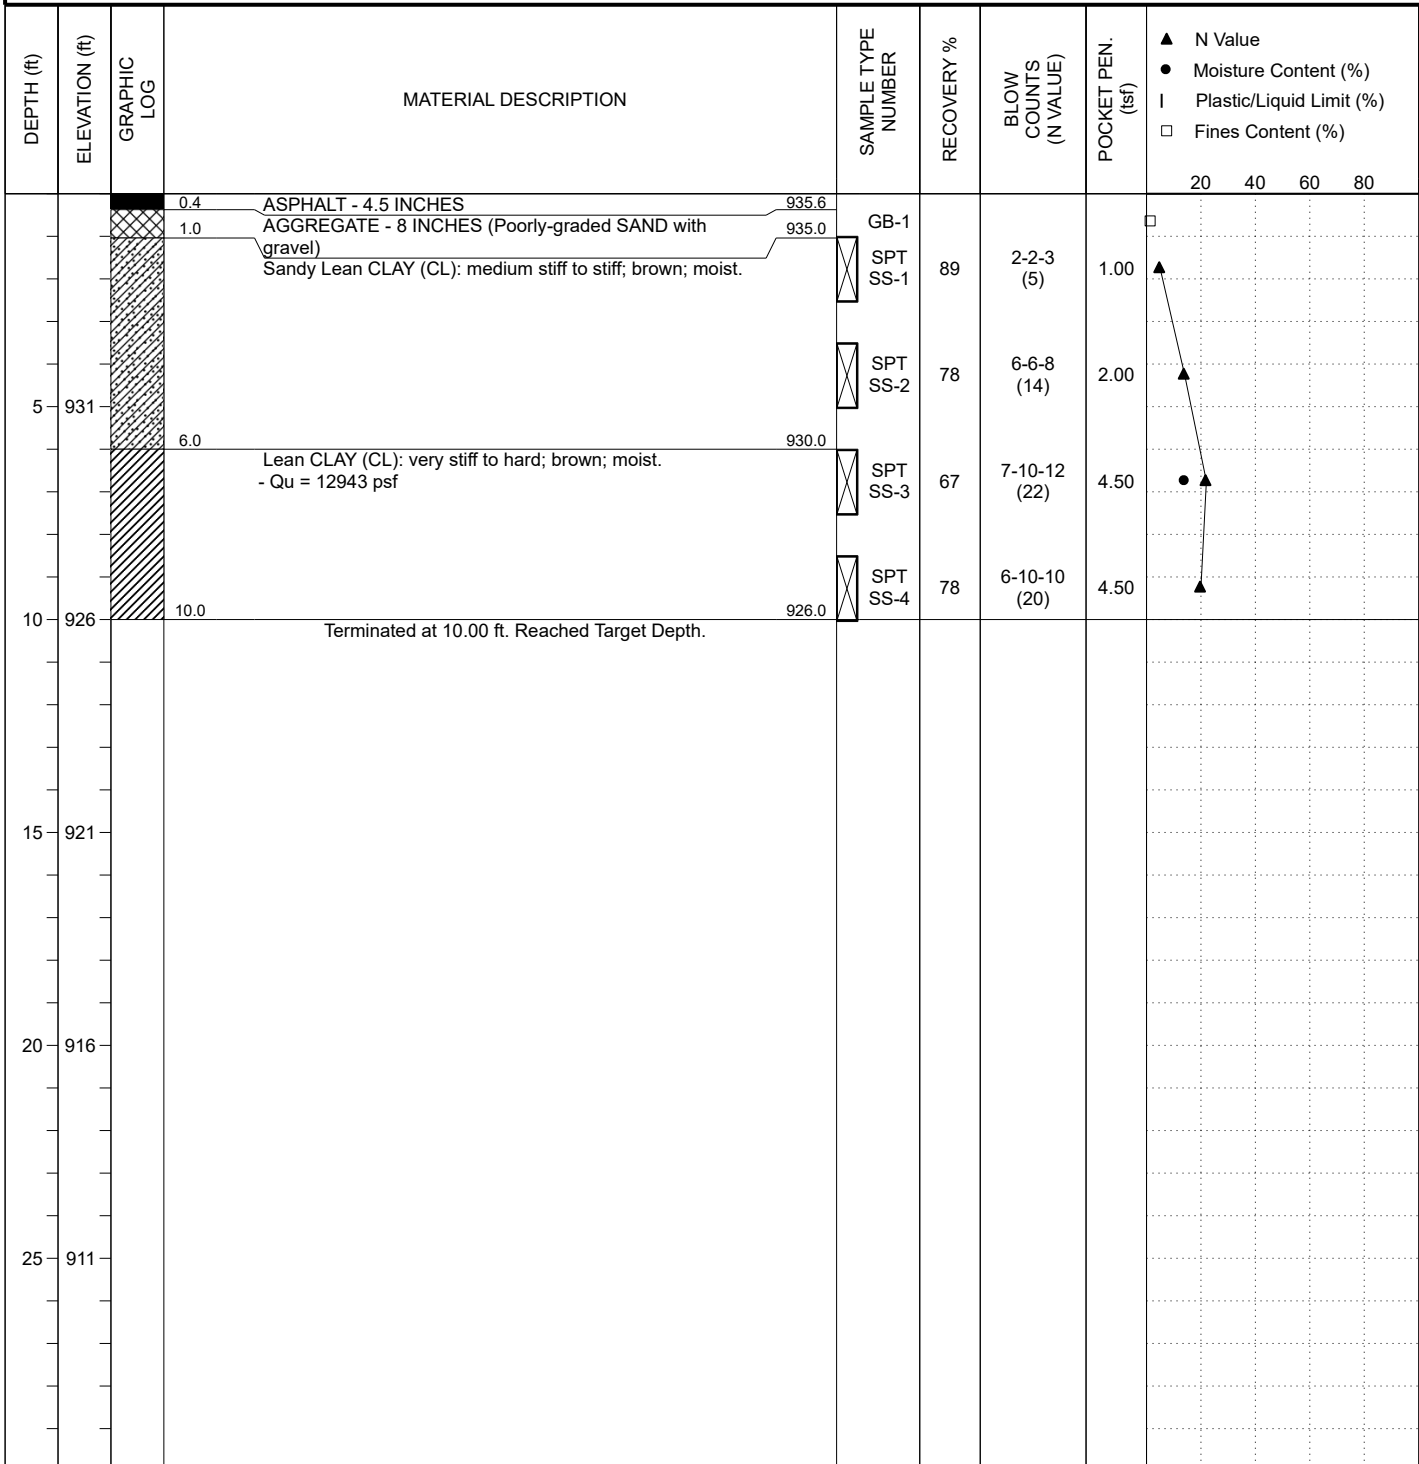 DEPTH (ft)
ELEVATION (ft)
GRAPHIC
LOG
MATERIAL DESCRIPTION
SAMPLE TYPE
NUMBER
RECOVERY %
BLOW
COUNTS
(N VALUE)
POCKET PEN.
(tsf)
N Value
Moisture Content (%)
Plastic/Liquid Limit (%)
Fines Content (%)
20 40 60 80
0.4 ASPHALT - 4.5 INCHES 935.6
GB-1
1.0 AGGREGATE - 8 INCHES (Poorly-graded SAND with 935.0
gravel)
Sandy Lean CLAY (CL): medium stiff to stiff; brown; moist.
SPT
SS-1
89
2-2-3
(5)
1.00
SPT
SS-2
78
6-6-8
(14)
2.00
5 931
6.0 930.0
Lean CLAY (CL): very stiff to hard; brown; moist.
- Qu = 12943 psf
SPT
SS-3
67
7-10-12
(22)
4.50
SPT
SS-4
78
6-10-10
(20)
4.50
10.0 926.0
10 926
Terminated at 10.00 ft. Reached Target Depth.
15 921
20 916
25 911